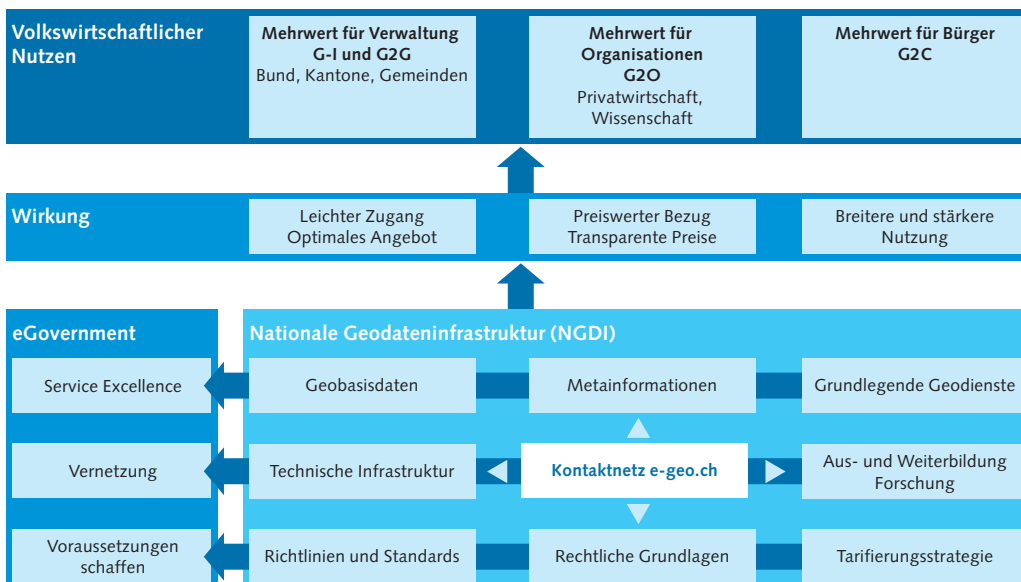 Volkswirtschaftlicher
Nutzen
Mehrwert für Verwaltung
G-I und G2G
Bund, Kantone, Gemeinden
Mehrwert für
Organisationen
G2O
Privatwirtschaft,
Wissenschaft
Mehrwert für Bürger
G2C
Wirkung
Leichter Zugang
Optimales Angebot
Preiswerter Bezug
Transparente Preise
Breitere und stärkere
Nutzung
eGovernment
Nationale Geodateninfrastruktur (NGDI)
Service Excellence
Geobasisdaten
Metainformationen
Grundlegende Geodienste
Vernetzung
Technische Infrastruktur
Kontaktnetz e-geo.ch
Aus- und Weiterbildung
Forschung
Voraussetzungen
schaffen
Richtlinien und Standards
Rechtliche Grundlagen
Tarifierungsstrategie